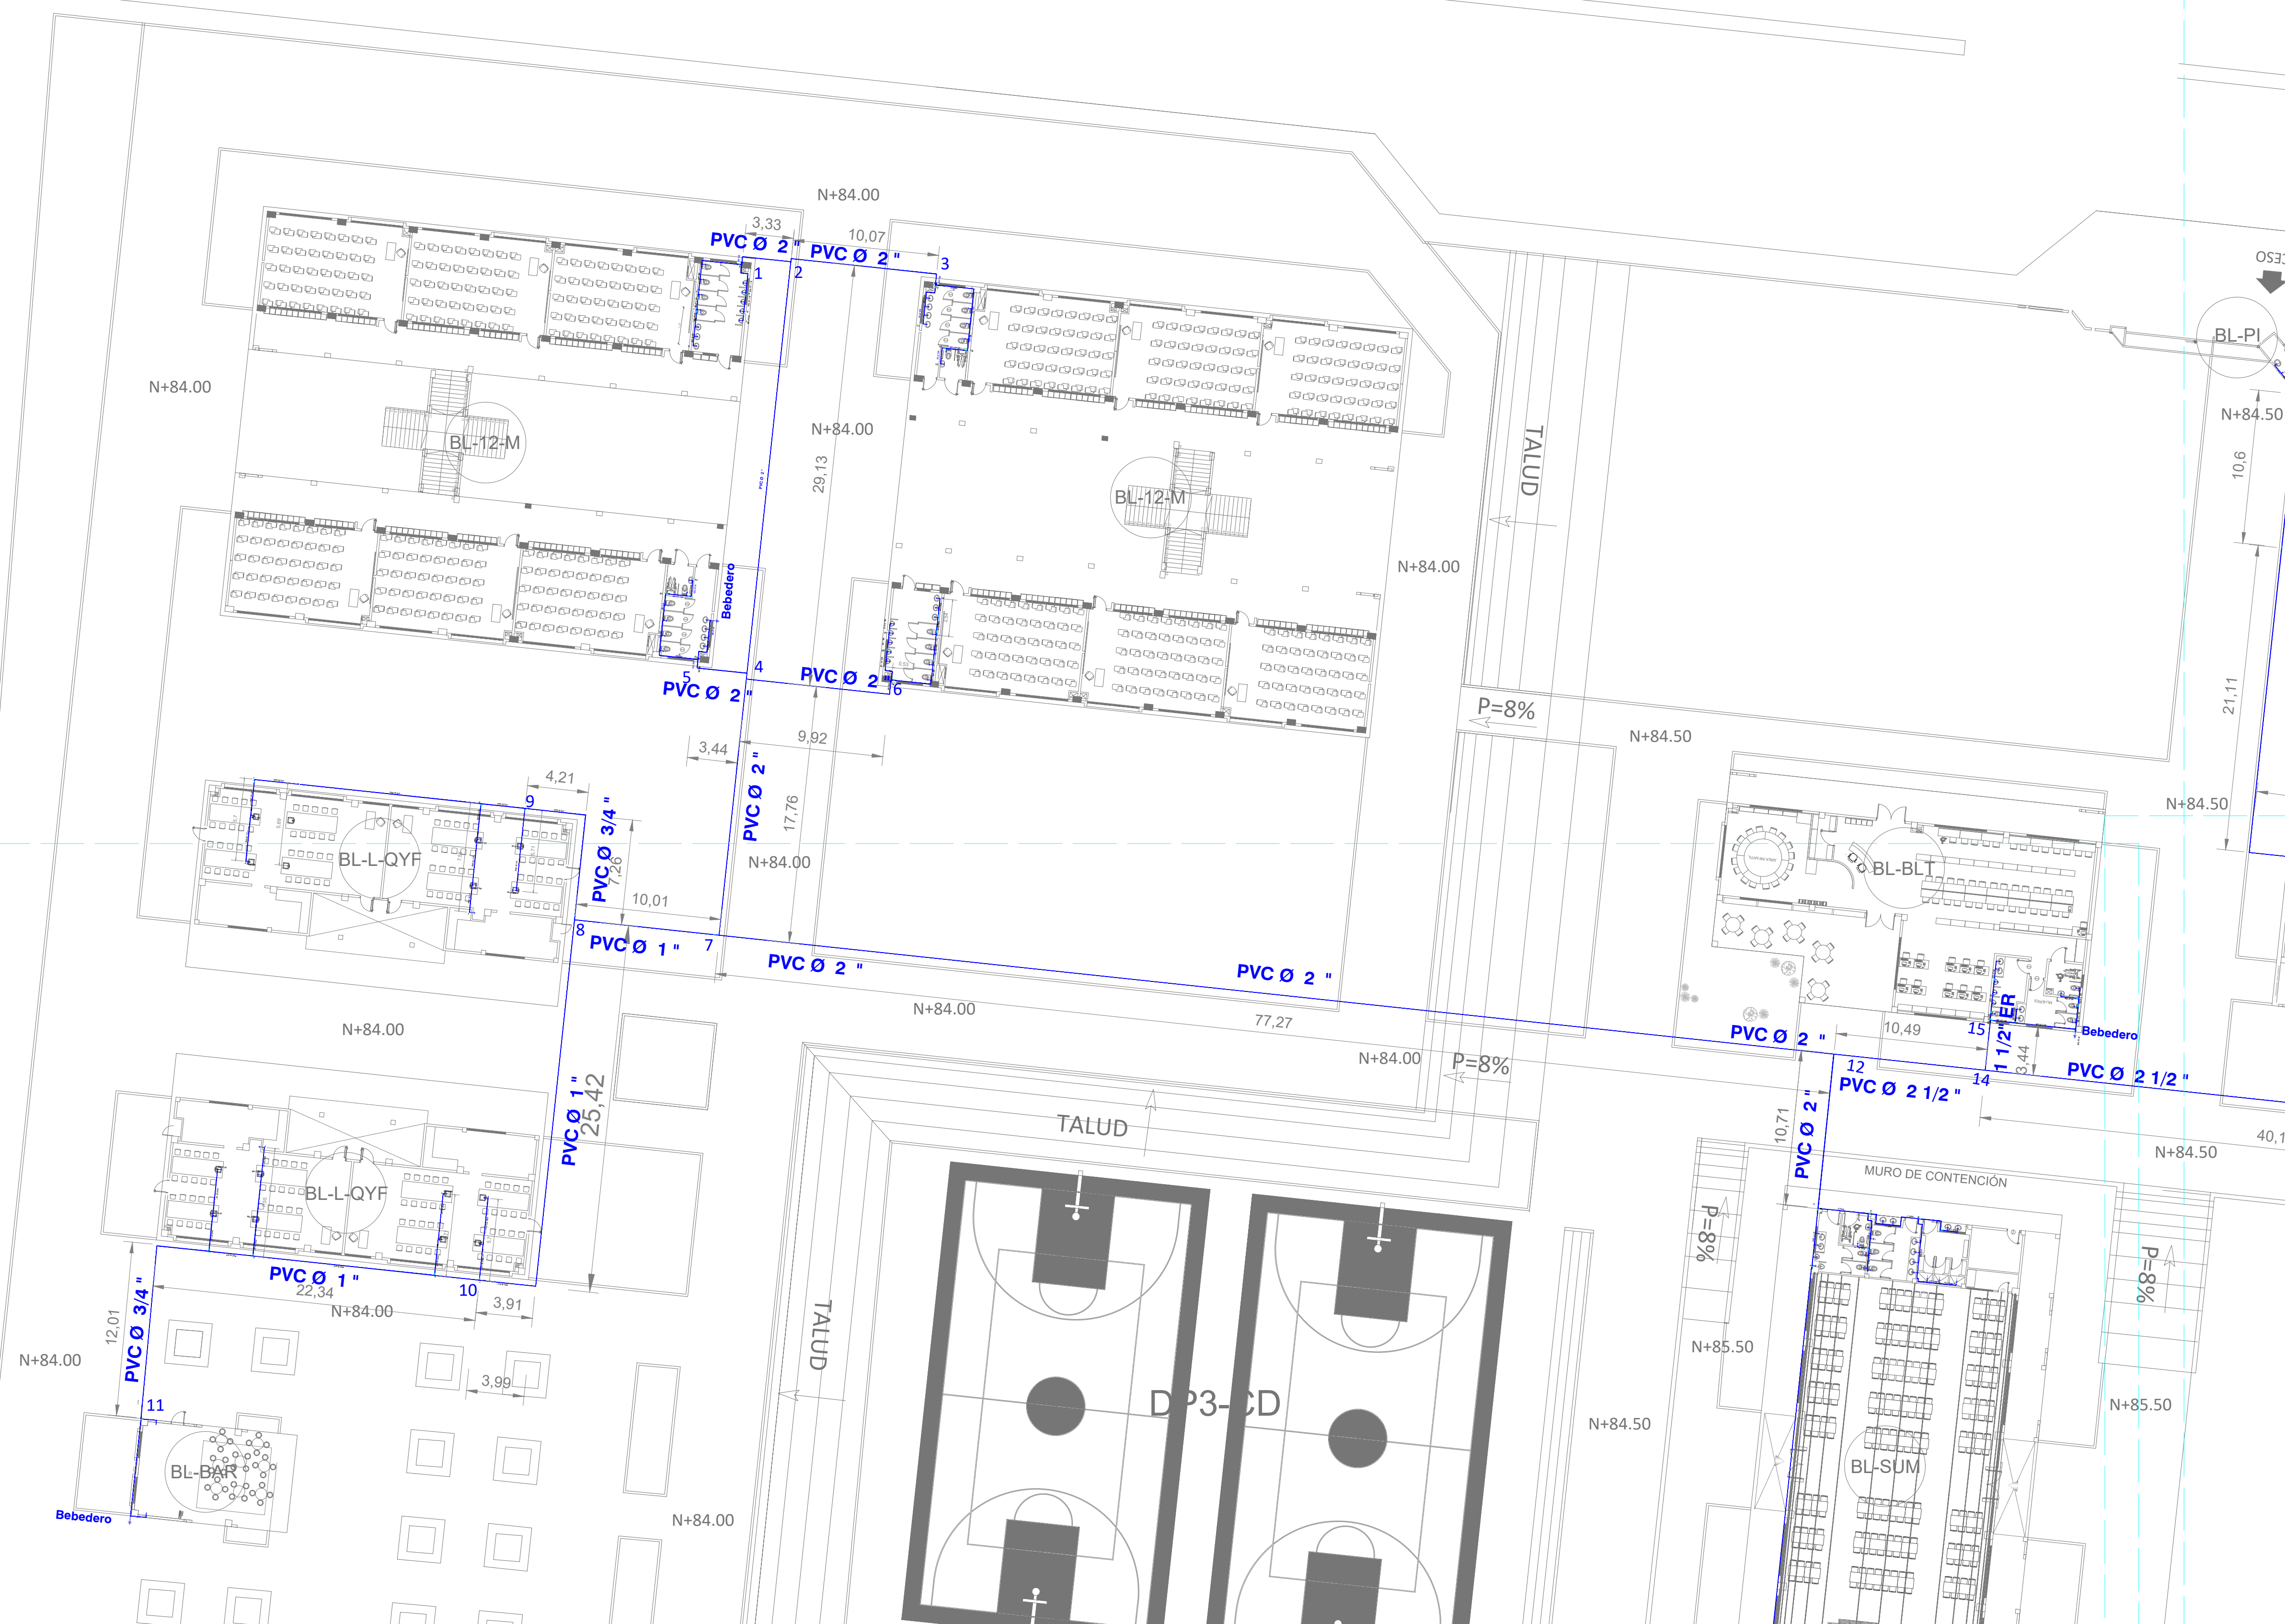 N+84.00
3,33
PVC Ø 2 "
10,07
PVC Ø 2 "
1
2
3
CESO
BL-PI
N+84.50
10,6
N+84.00
BL-12-M
PVC Ø 2 "
N+84.00
29,13
BL-12-M
TALUD
N+84.00
Bebedero
4
5
PVC Ø 2 "
PVC Ø 2 "
6
21,11
P=8%
N+84.50
3,44
9,92
PVC Ø 2 "
17,76
N+84.00
4,21
9
PVC Ø 3/4 "
7,26
BL-L-QYF
10,01
8
PVC Ø 1 "
7
PVC Ø 2 "
PVC Ø 2 "
N+84.50
BL-BLT
15
1 1/2" ER
Bebedero
N+84.00
N+84.00
77,27
N+84.00
P=8%
PVC Ø 2 "
10,49
3,44
12
14
PVC Ø 2 1/2 "
PVC Ø 2 1/2 "
PVC Ø 1 "
25,42
TALUD
10,71
PVC Ø 2 "
40,1
N+84.50
MURO DE CONTENCIÓN
BL-L-QYF
PVC Ø 1 "
22,34
10
3,91
N+84.00
12,01
PVC Ø 3/4 "
N+84.00
TALUD
P=8%
P=8%
N+85.50
3,99
11
DP3-CD
N+84.50
N+85.50
BL-BAR
BL-SUM
Bebedero
N+84.00